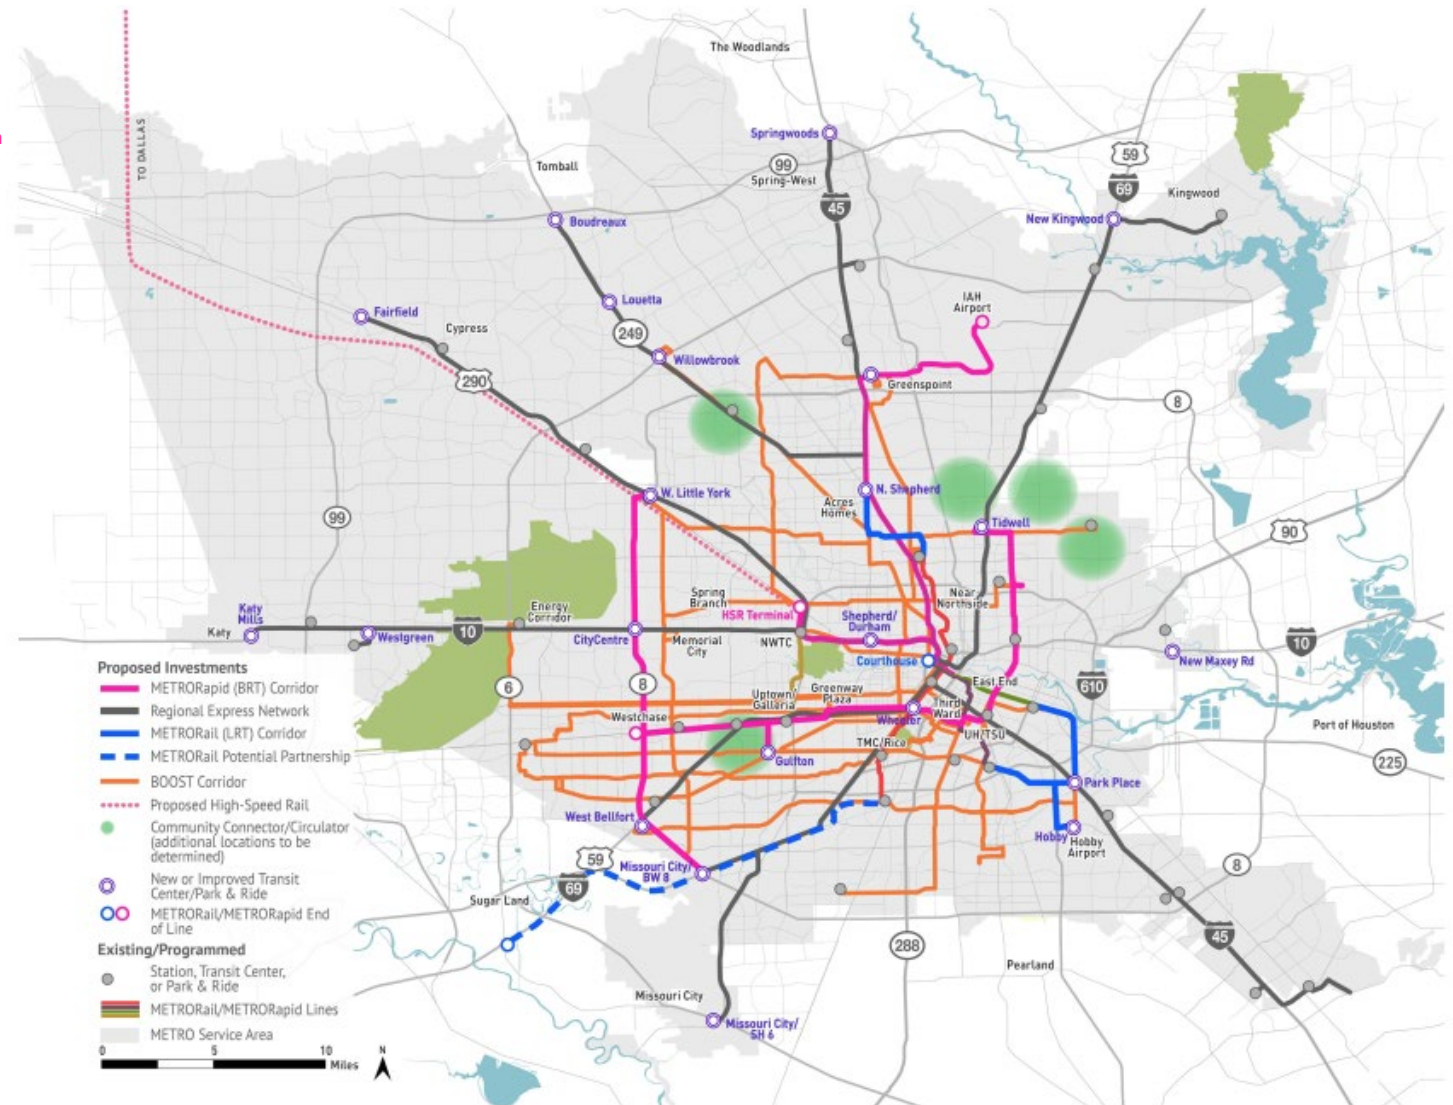 The Woodlands
Springwoods
99
Spring-West
59
69
Kingwood
New Kingwood
45
TO DALLAS
Tomball
Boudreaux
Louetta
249
IAH
Airport
Fairfield
Cypress
Willowbrook
290
Greenspoint
8
W. Little York
N. Shepherd
Acres
Homes
99
Tidwell
90
Spring
Branch
HSR Terminal
Near
Northside
Shepherd/
Durham
Energy
Corridor
Katy
Mills
Katy
Westgreen
10
CityCentre
Memorial
City
NWTC
Courthouse
10
New Maxey Rd
6
8
East End
610
Uptown/
Galleria
Greenway
Plaza
Third
Ward
Westchase
Wheeler
Port of Houston
TMC/Rice
UH/TSU
Gulfton
225
Park Place
West Bellfort
Hobby
Hobby
Airport
59
Missouri City/
BW 8
69
8
Sugar Land
45
288
Pearland
Missouri City
Missouri City/
SH 6
Proposed Investments
METRORapid (BRT) Corridor
Regional Express Network
METRORail (LRT) Corridor
METRORail Potential Partnership
BOOST Corridor
Proposed High-Speed Rail
Community Connector/Circulator
(additional locations to be
determined)
New or Improved Transit
Center/Park & Ride
METRORail/METRORapid End
of Line
Existing/Programmed
Station, Transit Center,
or Park & Ride
METRORail/METRORapid Lines
METRO Service Area
0 5 10
Miles
N